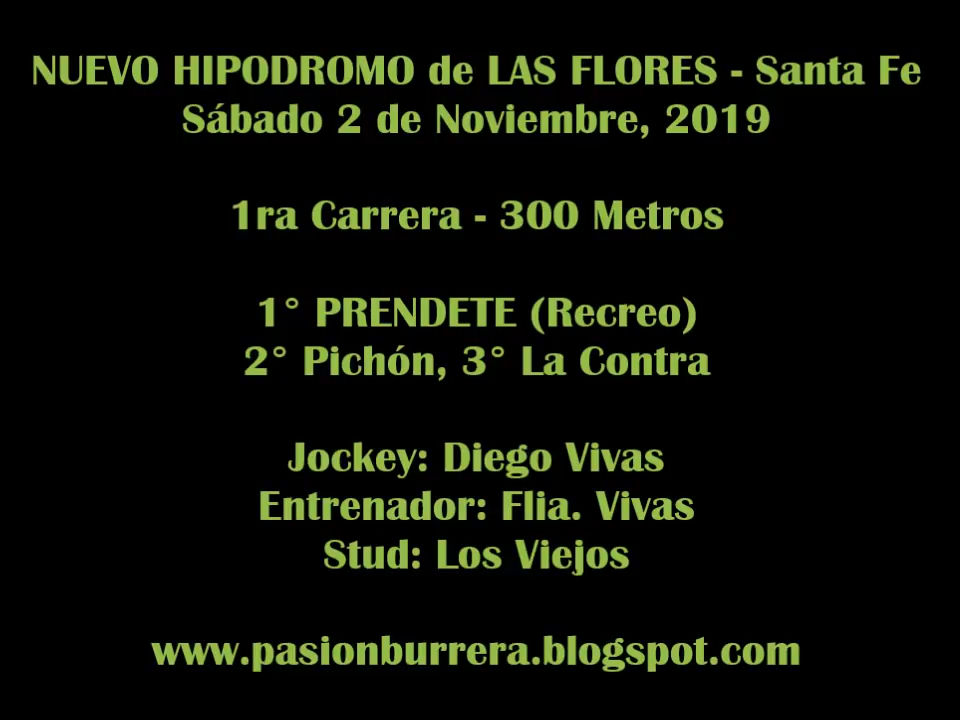 NUEVO HIPODROMO de LAS FLORES - Santa Fe
Sábado 2 de Noviembre, 2019
1ra Carrera - 300 Metros
1° PRENDETE (Recreo)
2° Pichón, 3° La Contra
Jockey: Diego Vivas
Entrenador: Flia. Vivas
Stud: Los Viejos
www.pasionburrera.blogspot.com